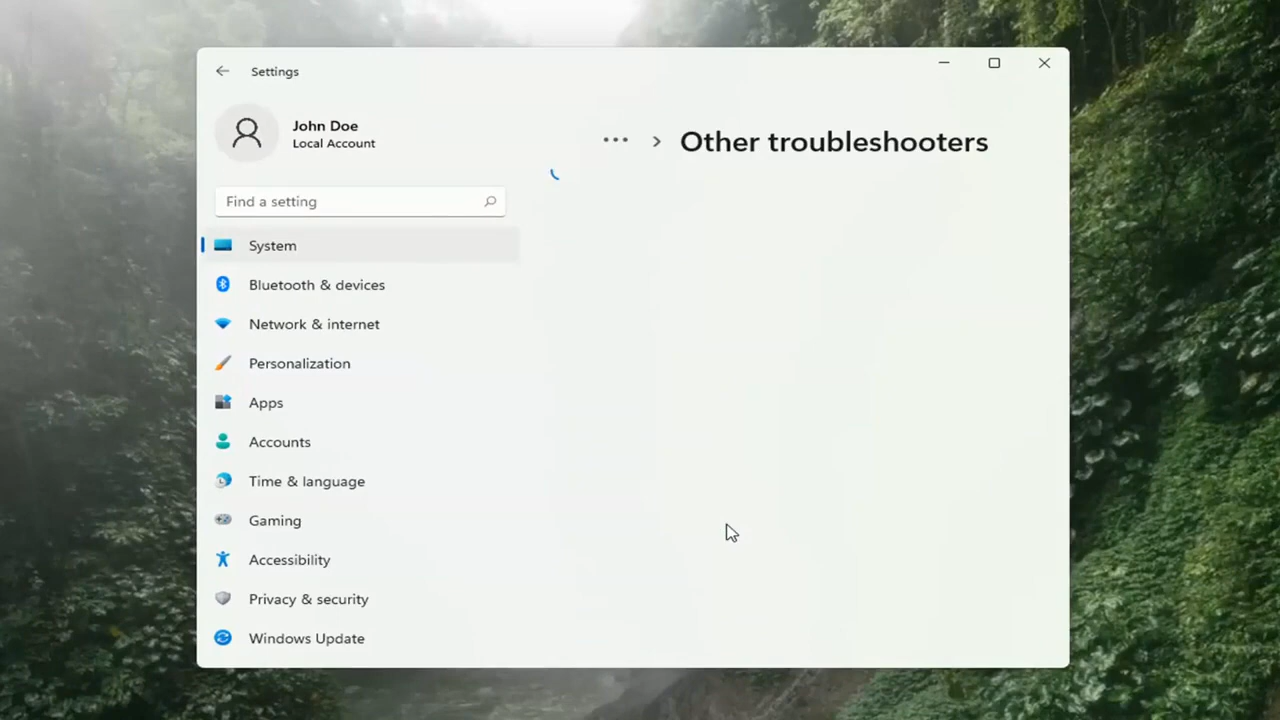 Settings
John Doe
Local Account
••• > Other troubleshooters
Find a setting
System
Bluetooth & devices
Network & internet
Personalization
Apps
Accounts
Time & language
Gaming
Accessibility
Privacy & security
Windows Update